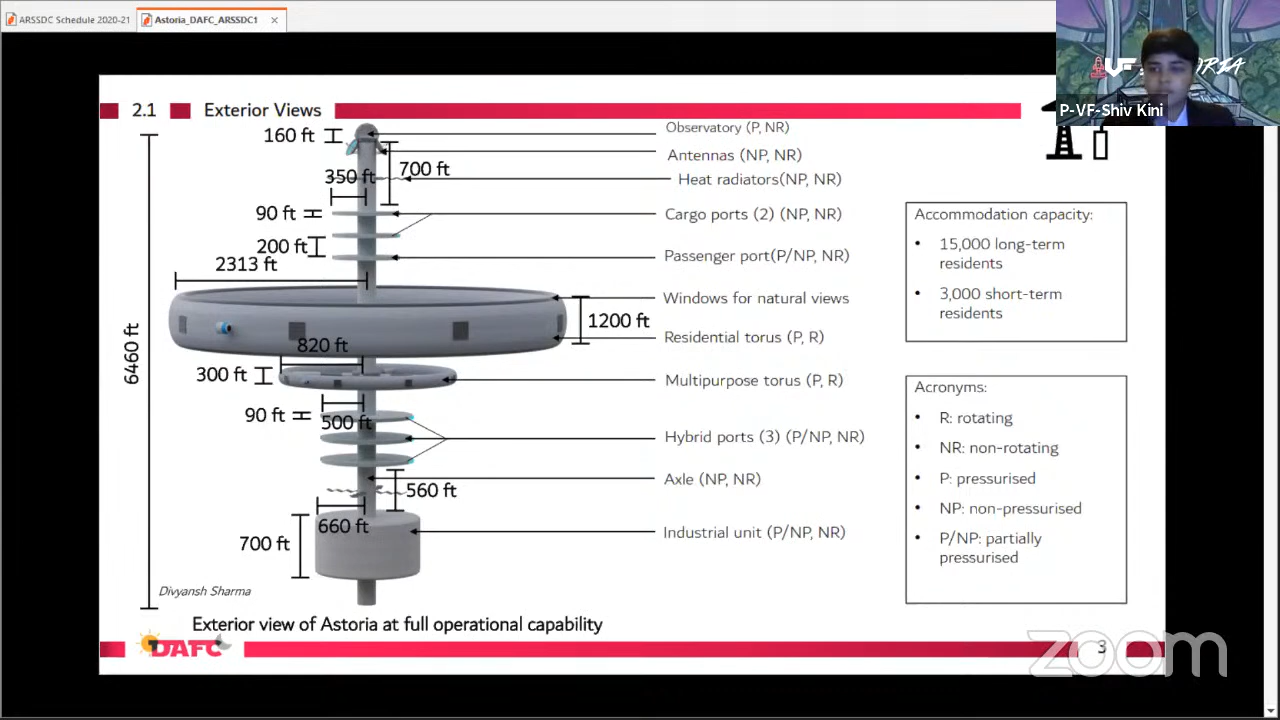 ARSSDC Schedule 2020-21
Astoria_DAFC_ARSSDC1
P-VF-Shiv Kini
2.1
Exterior Views
160 ft
Observatory (P, NR)
Antennas (NP, NR)
700 ft
350 ft
Heat radiators(NP, NR)
90 ft
Cargo ports (2) (NP, NR)
200 ft
Passenger port(P/NP, NR)
2313 ft
Windows for natural views
1200 ft
Residential torus (P, R)
6460 ft
820 ft
300 ft
Multipurpose torus (P, R)
90 ft
500 ft
Hybrid ports (3) (P/NP, NR)
Axle (NP, NR)
560 ft
660 ft
700 ft
Industrial unit (P/NP, NR)
Accommodation capacity:
• 15,000 long-term
residents
• 3,000 short-term
residents
Acronyms:
• R: rotating
• NR: non-rotating
• P: pressurised
• NP: non-pressurised
• P/NP: partially
pressurised
Divyansh Sharma
Exterior view of Astoria at full operational capability
DAFC
3
zoom